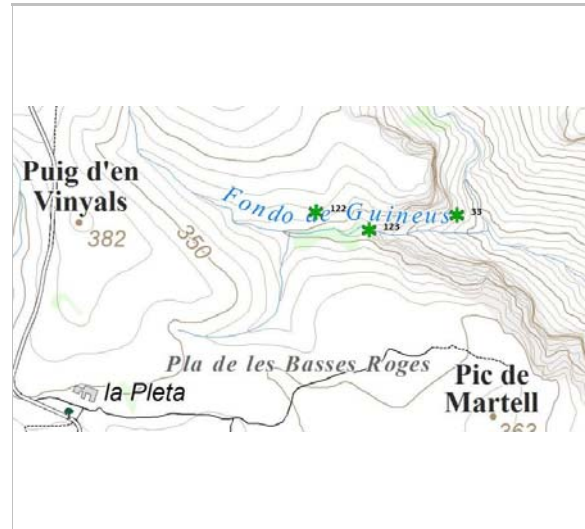 Puig d'en
Vinyals
382
350
Fondo de Guineus
122
123
33
Pla de les Basses Roges
la Pleta
Pic de
Martell
363